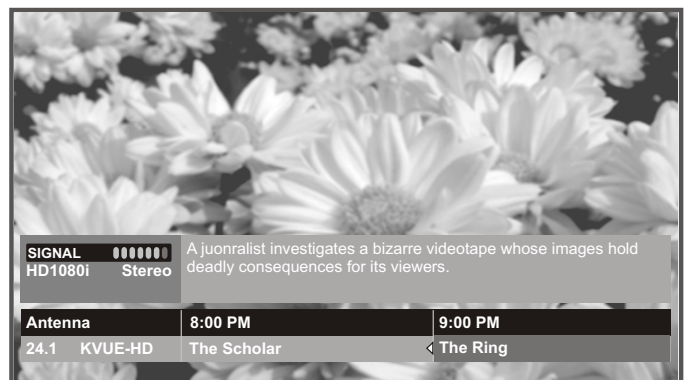 SIGNAL
HD1080i Stereo
A juonralist investigates a bizarre videotape whose images hold
deadly consequences for its viewers.
Antenna 8:00 PM 9:00 PM
24.1 KVUE-HD The Scholar The Ring